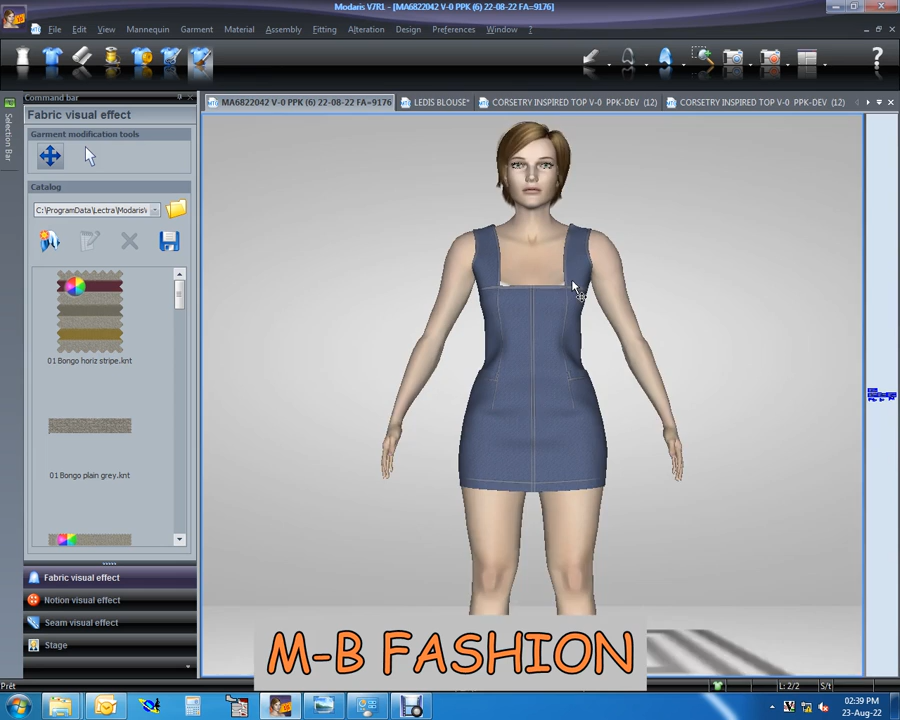 Modaris V7R1 - [MA6822042 V-0 PPK (6) 22-08-22 FA=9176]
File Edit View Mannequin Garment Material Assembly Fitting Alteration Design Preferences Window ?
Command bar
MA6822042 V-0 PPK (6) 22-08-22 FA=9176
LEDIS BLOUSE*
CORSETRY INSPIRED TOP V-0 PPK-DEV (12)
CORSETRY INSPIRED TOP V-0 PPK-DEV (12)
Selection Bar
Fabric visual effect
Garment modification tools
Catalog
C:\ProgramData\Lectra\Modaris\
01 Bongo horiz stripe.knt
01 Bongo plain grey.knt
Fabric visual effect
Notion visual effect
Seam visual effect
Stage
M-B FASHION
Prêt
L: 2/2
S/t
02:39 PM
23-Aug-22